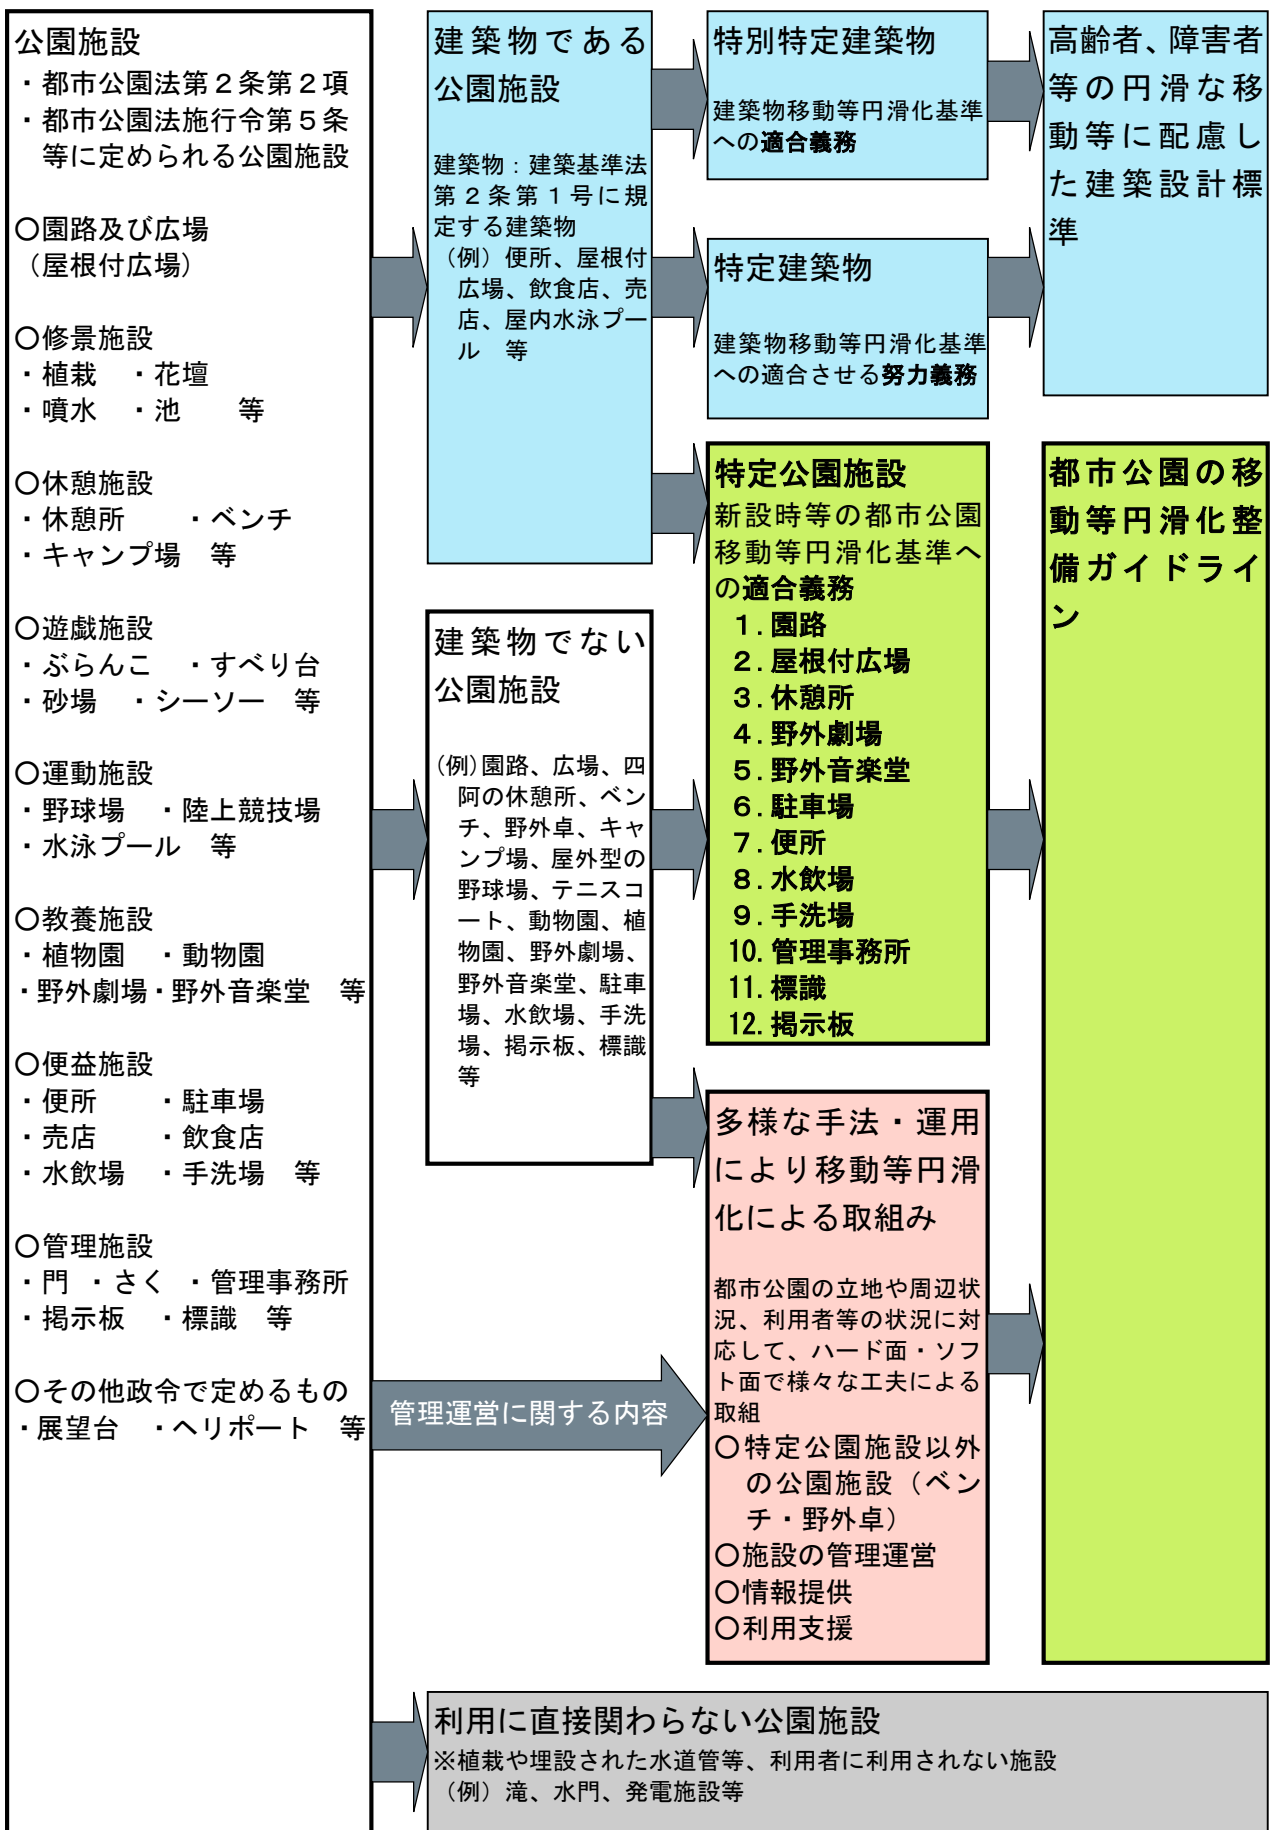 公園施設
・都市公園法第２条第２項
・都市公園法施行令第５条
等に定められる公園施設
○園路及び広場
（屋根付広場）
○修景施設
・植栽　・花壇
・噴水　・池　　等
○休憩施設
・休憩所　　・ベンチ
・キャンプ場　等
○遊戯施設
・ぶらんこ　・すべり台
・砂場　・シーソー　等
○運動施設
・野球場　・陸上競技場
・水泳プール　等
○教養施設
・植物園　・動物園
・野外劇場・野外音楽堂　等
○便益施設
・便所　　・駐車場
・売店　　・飲食店
・水飲場　・手洗場　等
○管理施設
・門　・さく　・管理事務所
・掲示板　・標識　等
○その他政令で定めるもの
・展望台　・ヘリポート　等
建築物である
公園施設
建築物：建築基準法
第２条第１号に規
定する建築物
（例）便所、屋根付
広場、飲食店、売
店、屋内水泳プー
ル　等
特別特定建築物
建築物移動等円滑化基準
への適合義務
特定建築物
建築物移動等円滑化基準
への適合させる努力義務
高齢者、障害者
等の円滑な移
動等に配慮し
た建築設計標
準
建築物でない
公園施設
（例）園路、広場、四
阿の休憩所、ベン
チ、野外卓、キャ
ンプ場、屋外型の
野球場、テニスコ
ート、動物園、植
物園、野外劇場、
野外音楽堂、駐車
場、水飲場、手洗
場、掲示板、標識
等
特定公園施設
新設時等の都市公園
移動等円滑化基準へ
の適合義務
１．園路
２．屋根付広場
３．休憩所
４．野外劇場
５．野外音楽堂
６．駐車場
７．便所
８．水飲場
９．手洗場
10．管理事務所
11．標識
12．掲示板
都市公園の移
動等円滑化整
備ガイドライ
ン
多様な手法・運用
により移動等円滑
化による取組み
都市公園の立地や周辺状
況、利用者等の状況に対
応して、ハード面・ソフ
ト面で様々な工夫による
取組
○特定公園施設以外
の公園施設（ベン
チ・野外卓）
○施設の管理運営
○情報提供
○利用支援
管理運営に関する内容
利用に直接関わらない公園施設
※植栽や埋設された水道管等、利用者に利用されない施設
（例）滝、水門、発電施設等